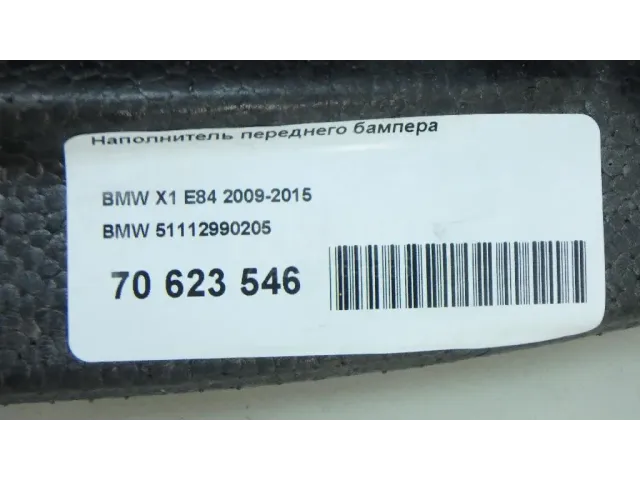 Наполнитель переднего бампера
BMW X1 E84 2009-2015
BMW 51112990205
70 623 546